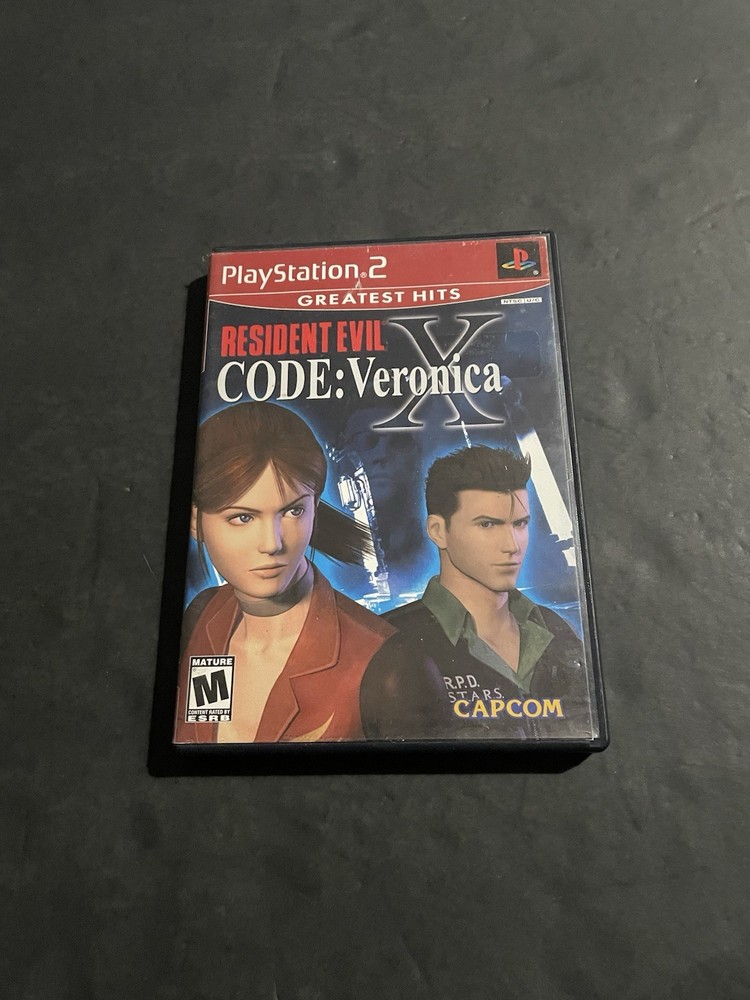 PlayStation®2
GREATEST HITS
NTSC U/C
RESIDENT EVIL
CODE:Veronica X
R.P.D.
S.T.A.R.S.
MATURE
M
CONTENT RATED BY
ESRB
CAPCOM